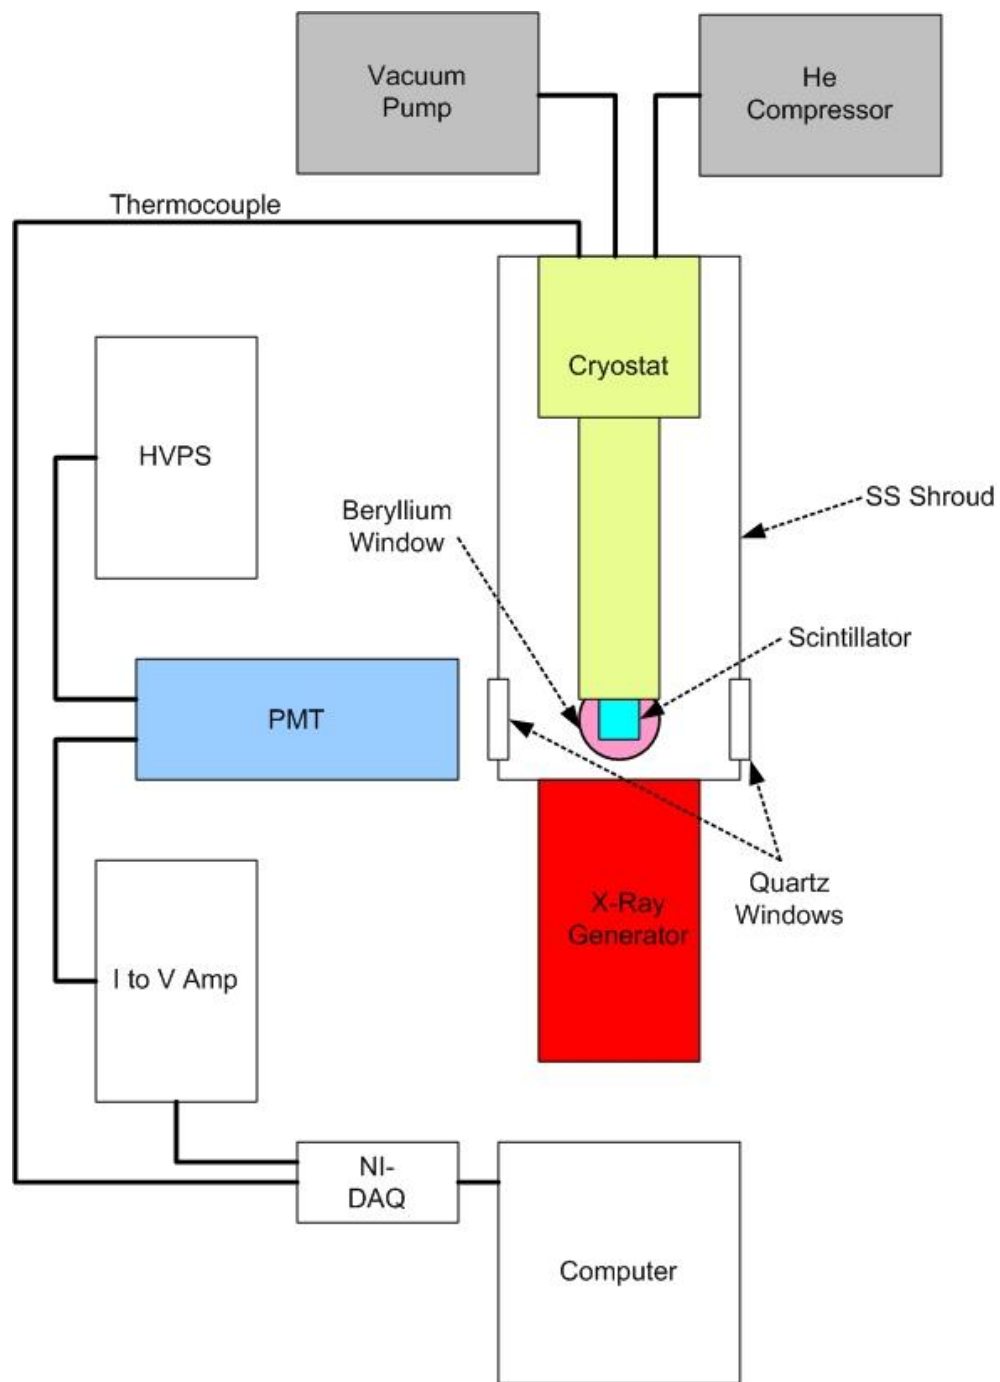 Vacuum
Pump
He
Compressor
Thermocouple
Cryostat
HVPS
Beryllium
Window
SS Shroud
Scintillator
PMT
Quartz
Windows
X-Ray
Generator
I to V Amp
NI-
DAQ
Computer